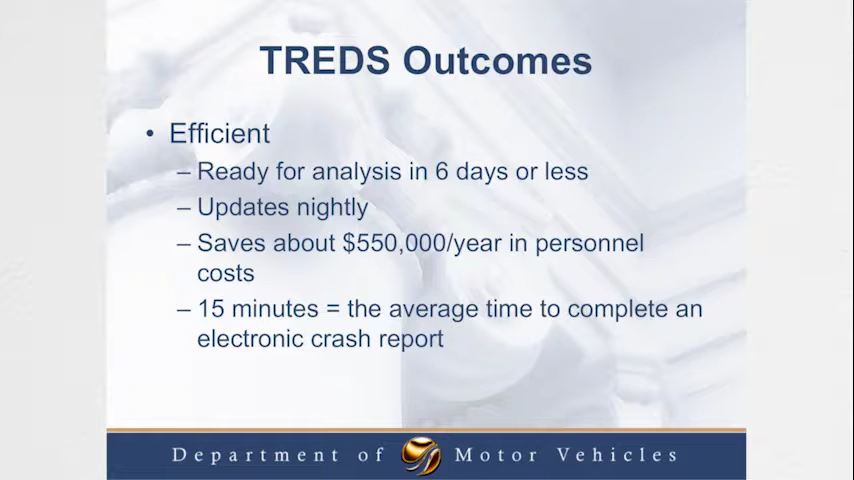 TREDS Outcomes
• Efficient
– Ready for analysis in 6 days or less
– Updates nightly
– Saves about $550,000/year in personnel
costs
– 15 minutes = the average time to complete an
electronic crash report
Department of Motor Vehicles